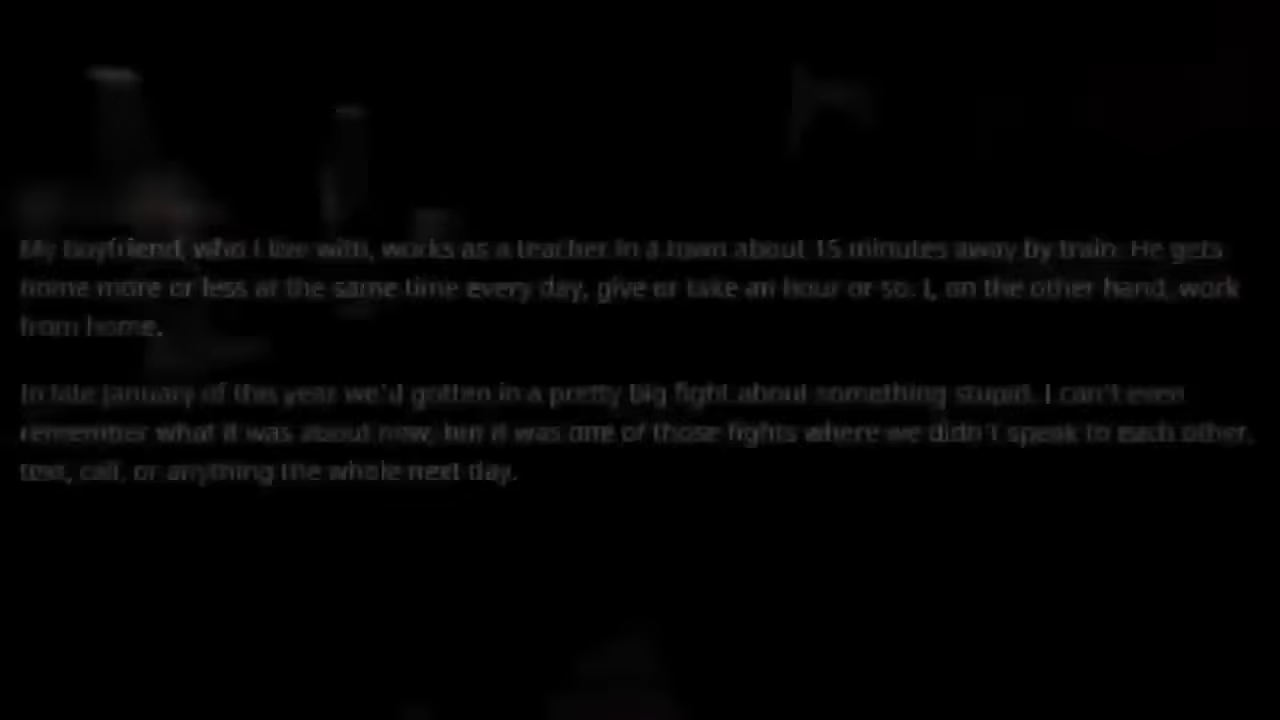 My boyfriend, who I live with, works as a teacher in a town about 15 minutes away by train. He gets
home more or less at the same time every day, give or take an hour or so. I, on the other hand, work
from home.
In late January of this year we'd gotten in a pretty big fight about something stupid. I can't even
remember what it was about now, but it was one of those fights where we didn't speak to each other,
text, call, or anything the whole next day.